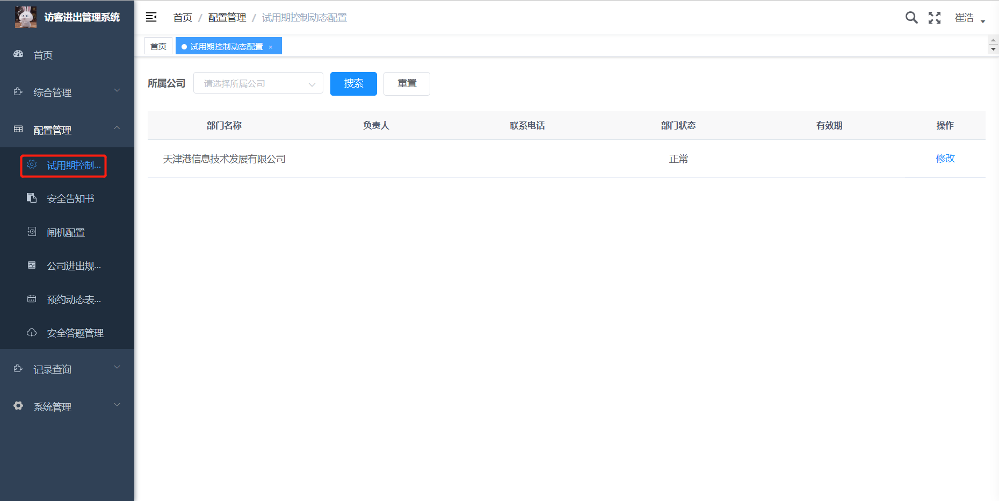 访客进出管理系统
首页
综合管理
配置管理
试用期控制...
安全告知书
闸机配置
公司进出规...
预约动态表...
安全答题管理
记录查询
系统管理
首页 / 配置管理 / 试用期控制动态配置
崔浩
首页
试用期控制动态配置 ×
所属公司 请选择所属公司 搜索 重置
部门名称 负责人 联系电话 部门状态 有效期 操作
天津港信息技术发展有限公司 正常 修改